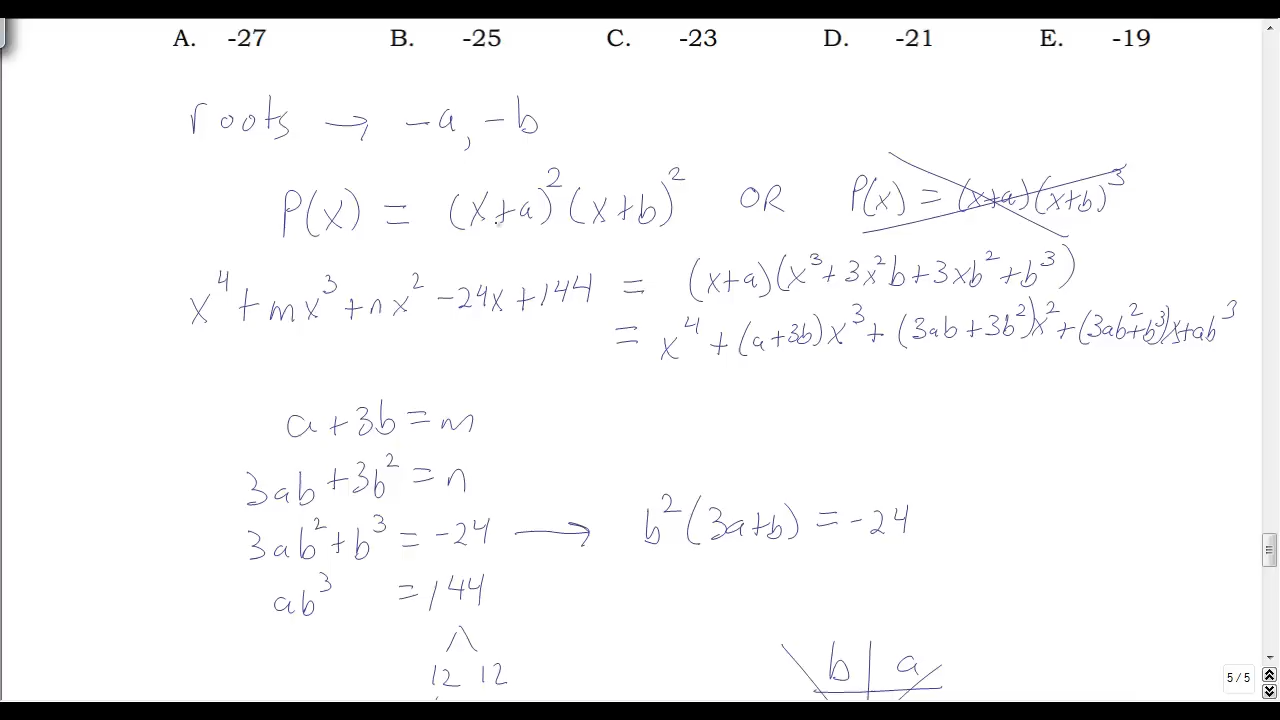 A. -27 B. -25 C. -23 D. -21 E. -19
roots → -a, -b
P(x) = (x+a)²(x+b)² OR P(x) = (x+a)(x+b)³
x⁴+mx³+nx²-24x+144 = (x+a)(x³+3x²b+3xb²+b³)
= x⁴+(a+3b)x³+(3ab+3b²)x²+(3ab²+b³)x+ab³
a+3b=m
3ab+3b²=n
3ab²+b³=-24 → b²(3a+b)=-24
ab³ =144
12 12
b | a
5/5